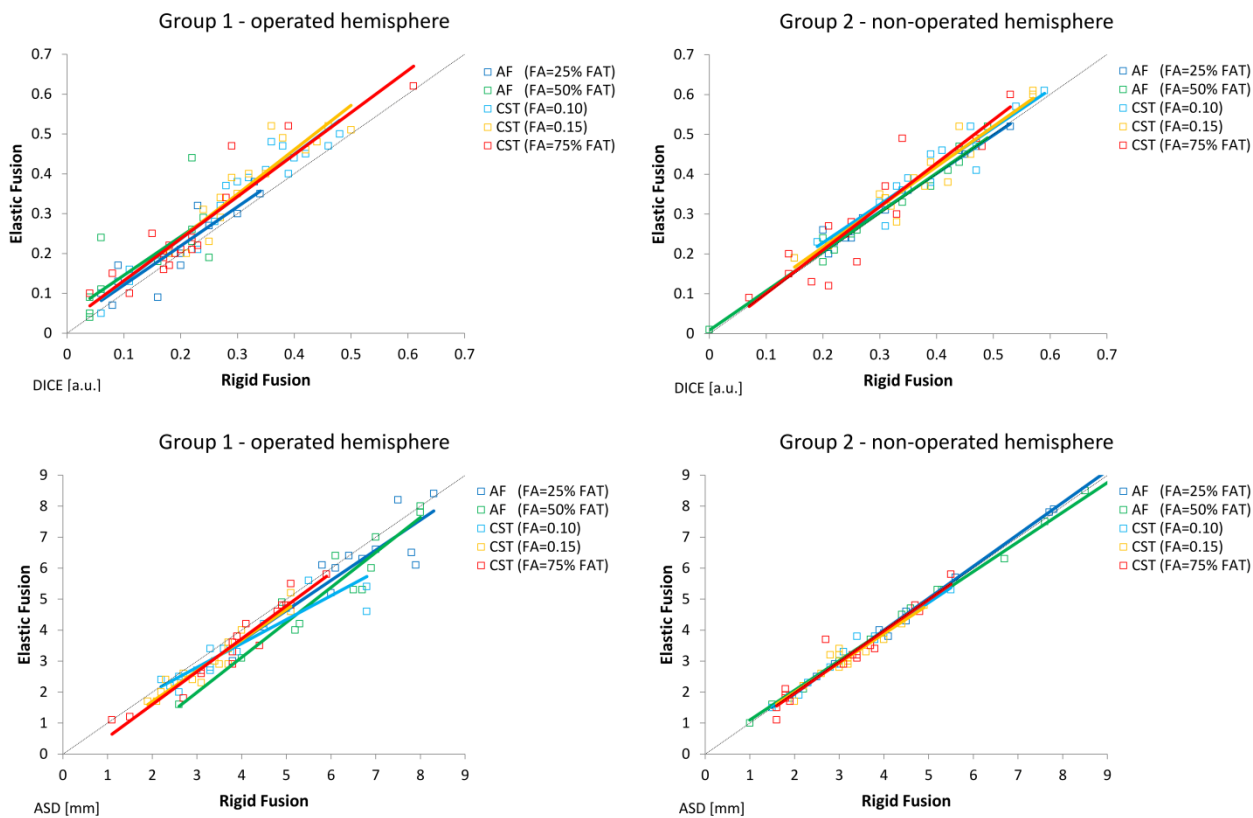 Group 1 - operated hemisphere
0.7
0.6
0.5
0.4
0.3
0.2
0.1
0
Elastic Fusion
AF (FA=25% FAT)
AF (FA=50% FAT)
CST (FA=0.10)
CST (FA=0.15)
CST (FA=75% FAT)
0 0.1 0.2 0.3 0.4 0.5 0.6 0.7
Rigid Fusion
DICE [a.u.]
Group 2 - non-operated hemisphere
0.7
0.6
0.5
0.4
0.3
0.2
0.1
0
Elastic Fusion
AF (FA=25% FAT)
AF (FA=50% FAT)
CST (FA=0.10)
CST (FA=0.15)
CST (FA=75% FAT)
0 0.1 0.2 0.3 0.4 0.5 0.6 0.7
Rigid Fusion
DICE [a.u.]
Group 1 - operated hemisphere
9
8
7
6
5
4
3
2
1
0
Elastic Fusion
AF (FA=25% FAT)
AF (FA=50% FAT)
CST (FA=0.10)
CST (FA=0.15)
CST (FA=75% FAT)
0 1 2 3 4 5 6 7 8 9
Rigid Fusion
ASD [mm]
Group 2 - non-operated hemisphere
9
8
7
6
5
4
3
2
1
0
Elastic Fusion
AF (FA=25% FAT)
AF (FA=50% FAT)
CST (FA=0.10)
CST (FA=0.15)
CST (FA=75% FAT)
0 1 2 3 4 5 6 7 8 9
Rigid Fusion
ASD [mm]